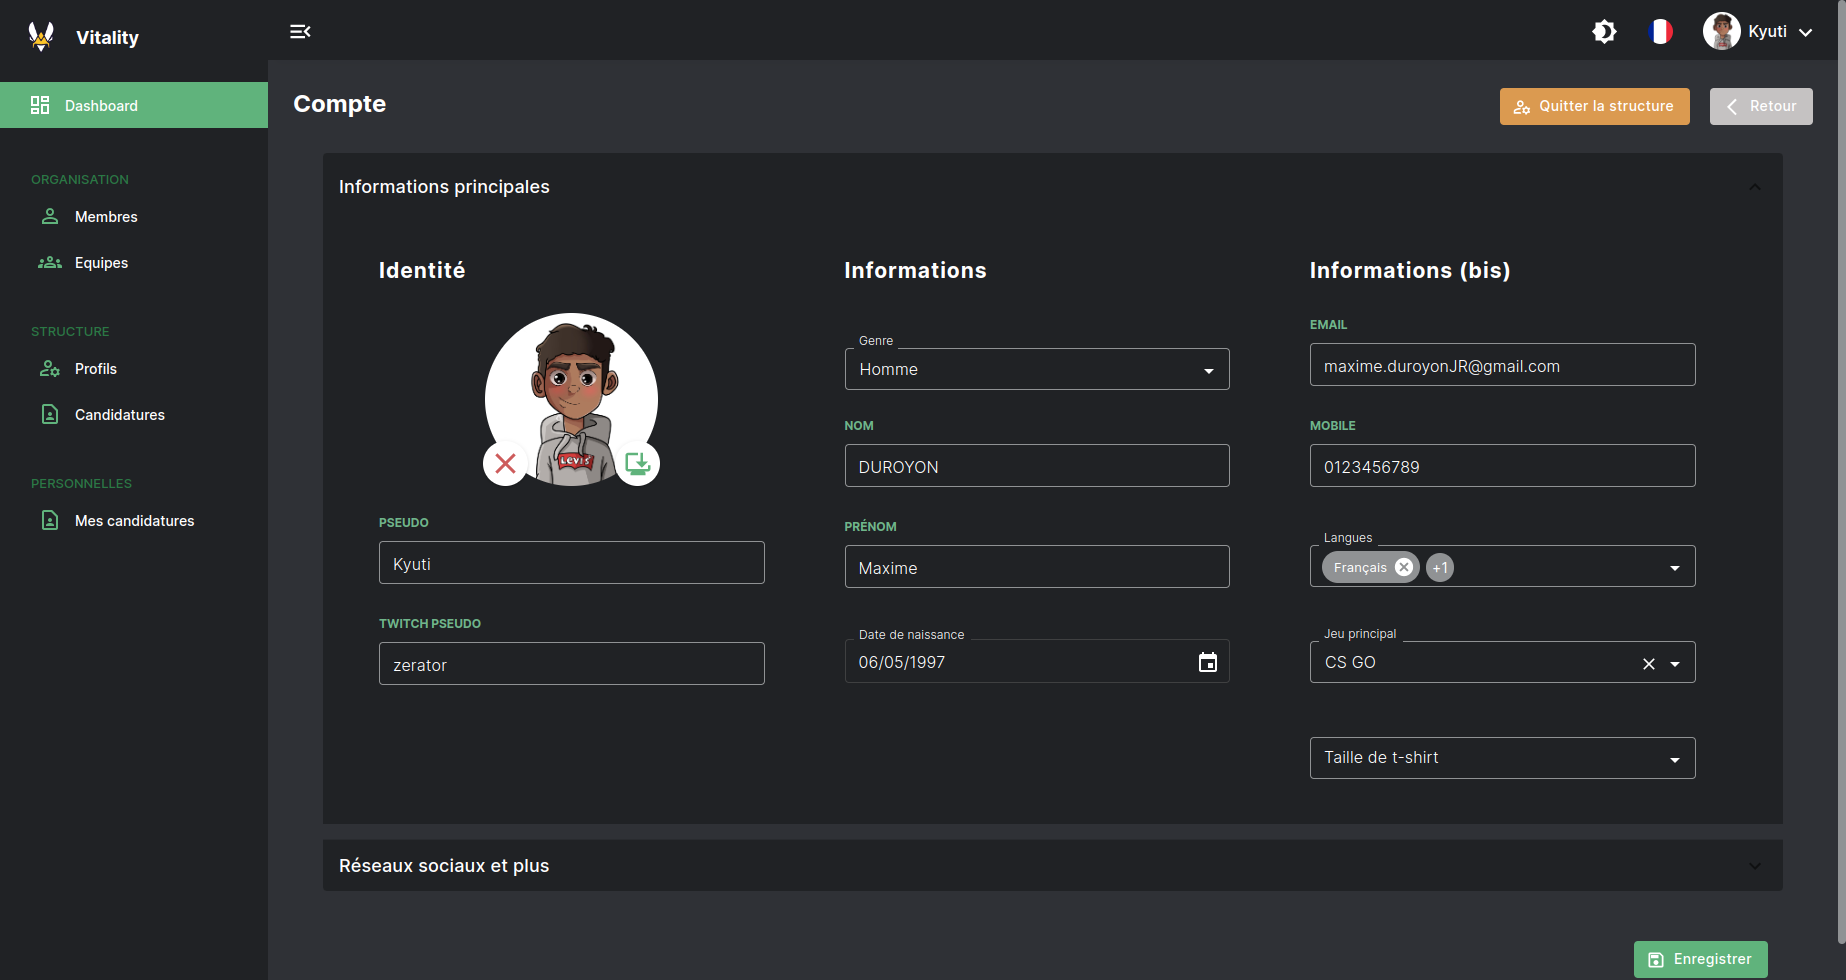 Vitality
Kyuti
Dashboard
Compte
Quitter la structure
Retour
ORGANISATION
Membres
Equipes
STRUCTURE
Profils
Candidatures
PERSONNELLES
Mes candidatures
Informations principales
Identité
LEVI'S
PSEUDO
Kyuti
TWITCH PSEUDO
zerator
Informations
Genre
Homme
NOM
DUROYON
PRÉNOM
Maxime
Date de naissance
06/05/1997
Informations (bis)
EMAIL
maxime.duroyonJR@gmail.com
MOBILE
0123456789
Langues
Français +1
Jeu principal
CS GO
Taille de t-shirt
Réseaux sociaux et plus
Enregistrer